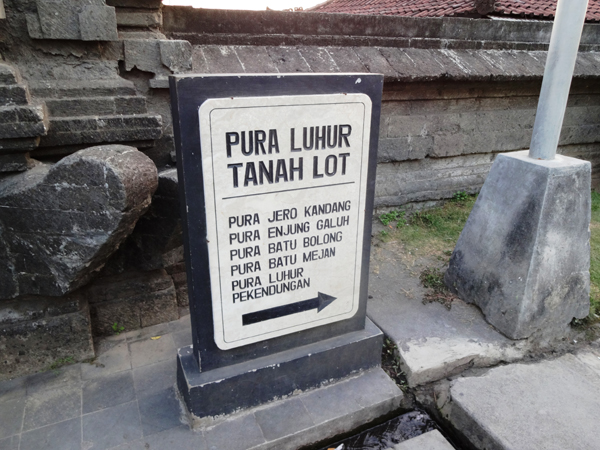 PURA LUHUR
TANAH LOT
PURA JERO KANDANG
PURA ENJUNG GALUH
PURA BATU BOLONG
PURA BATU MEJAN
PURA LUHUR
PEKENDUNGAN